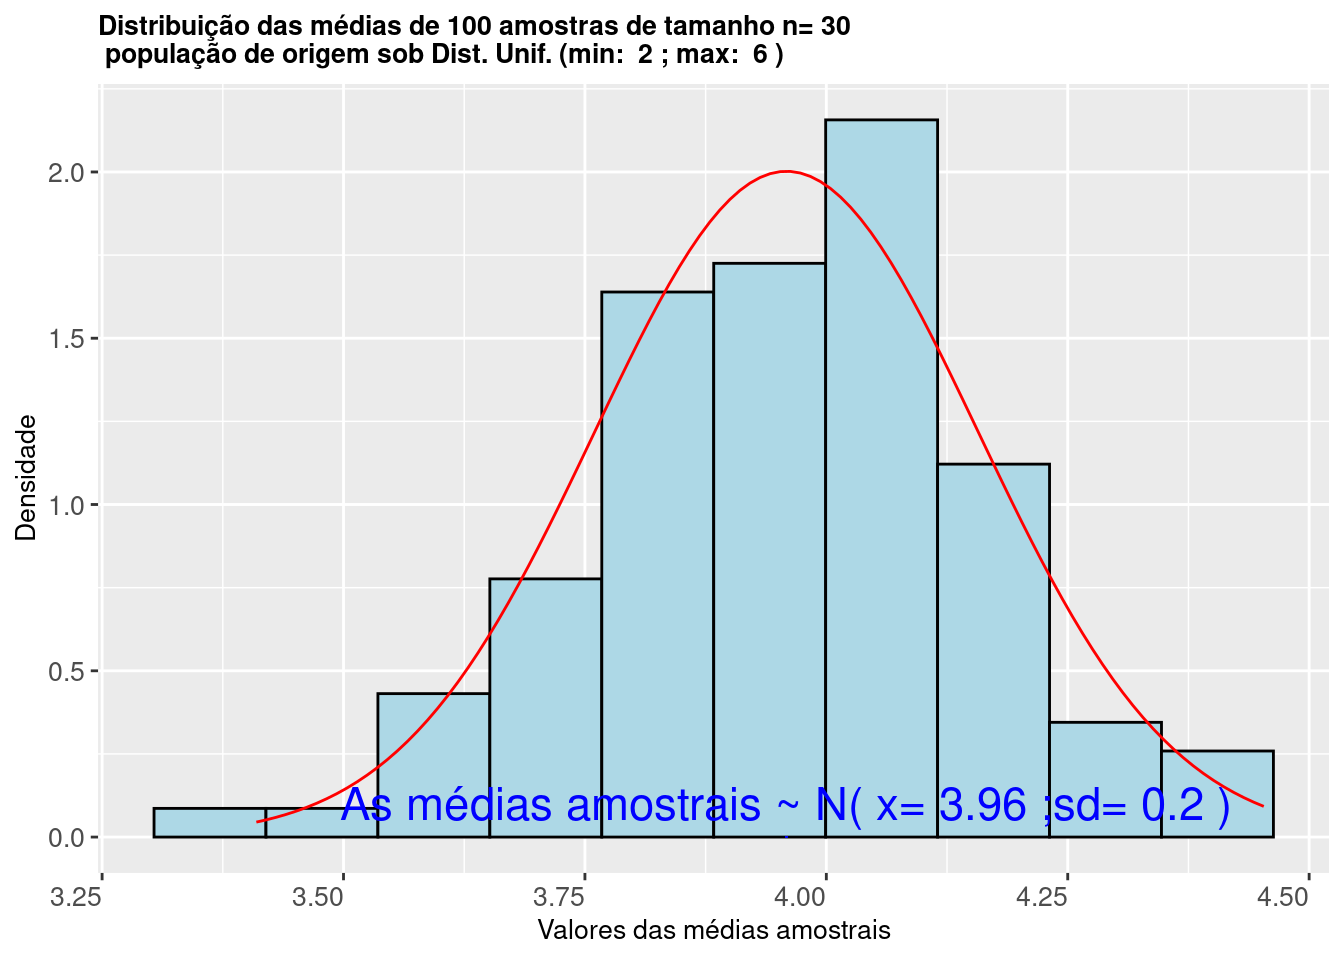 Distribuição das médias de 100 amostras de tamanho n= 30
população de origem sob Dist. Unif. (min:  2 ; max:  6 )
2.0
1.5
1.0
0.5
0.0
Densidade
As médias amostrais ~ N( x= 3.96 ;sd= 0.2 )
3.25 3.50 3.75 4.00 4.25 4.50
Valores das médias amostrais